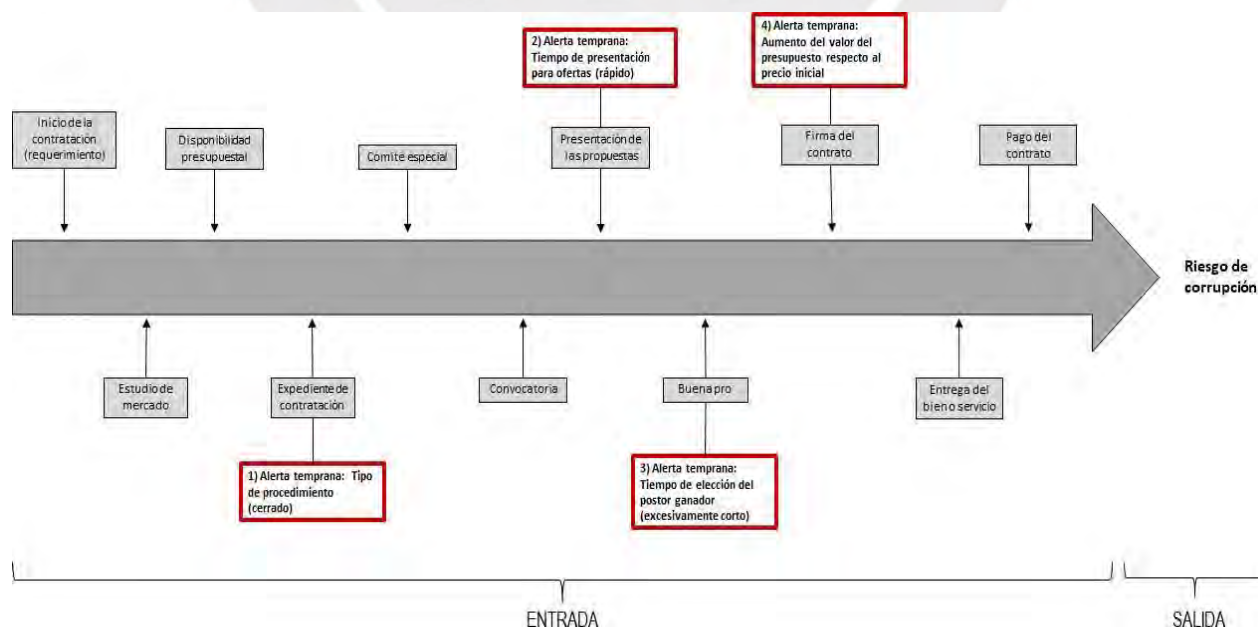 2) Alerta temprana:
Tiempo de presentación
para ofertas (rápido)
4) Alerta temprana:
Aumento del valor del
presupuesto respecto al
precio inicial
Inicio de la
contratación
(requerimiento)
Disponibilidad
presupuestal
Comité especial
Presentación de
las propuestas
Firma del
contrato
Pago del
contrato
Riesgo de
corrupción
Estudio de
mercado
Expediente de
contratación
Convocatoria
Buena pro
Entrega del
bien o servicio
1) Alerta temprana: Tipo
de procedimiento
(cerrado)
3) Alerta temprana:
Tiempo de elección del
postor ganador
(excesivamente corto)
ENTRADA
SALIDA